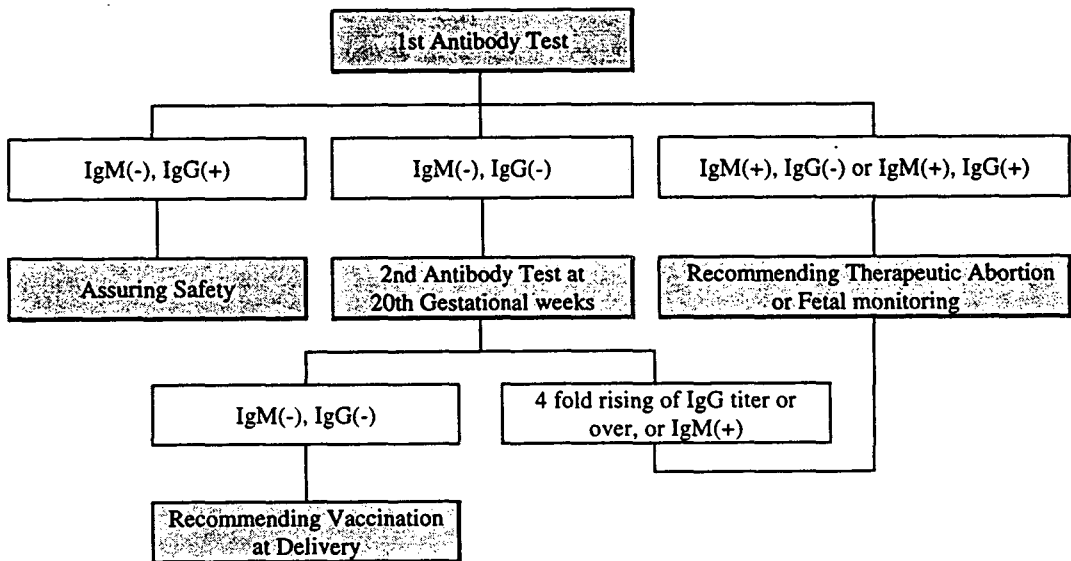 1st Antibody Test
IgM(-), IgG(+)
IgM(-), IgG(-)
IgM(+), IgG(-) or IgM(+), IgG(+)
Assuring Safety
2nd Antibody Test at
20th Gestational weeks
Recommending Therapeutic Abortion
or Fetal monitoring
IgM(-), IgG(-)
4 fold rising of IgG titer or
over, or IgM(+)
Recommending Vaccination
at Delivery